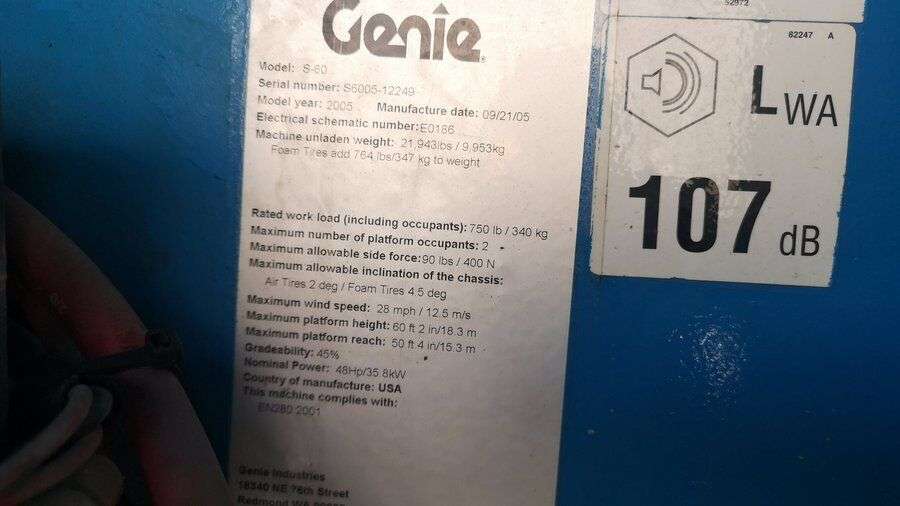 Genie
Model: S-60
Serial number: S6005-12249
Model year: 2005 Manufacture date: 09/21/05
Electrical schematic number: E0186
Machine unladen weight: 21,943lbs / 9,953kg
Foam Tires add 764 lbs/347 kg to weight
Rated work load (including occupants): 750 lb / 340 kg
Maximum number of platform occupants: 2
Maximum allowable side force: 90 lbs / 400 N
Maximum allowable inclination of the chassis:
Air Tires 2 deg / Foam Tires 4.5 deg
Maximum wind speed: 28 mph / 12.5 m/s
Maximum platform height: 60 ft 2 in/18.3 m
Maximum platform reach: 50 ft 4 in/15.3 m
Gradeability: 45%
Nominal Power: 48Hp/35.8kW
Country of manufacture: USA
This machine complies with:
EN280:2001
Genie Industries
18340 NE 76th Street
Redmond WA
82247 A
LWA
107 dB